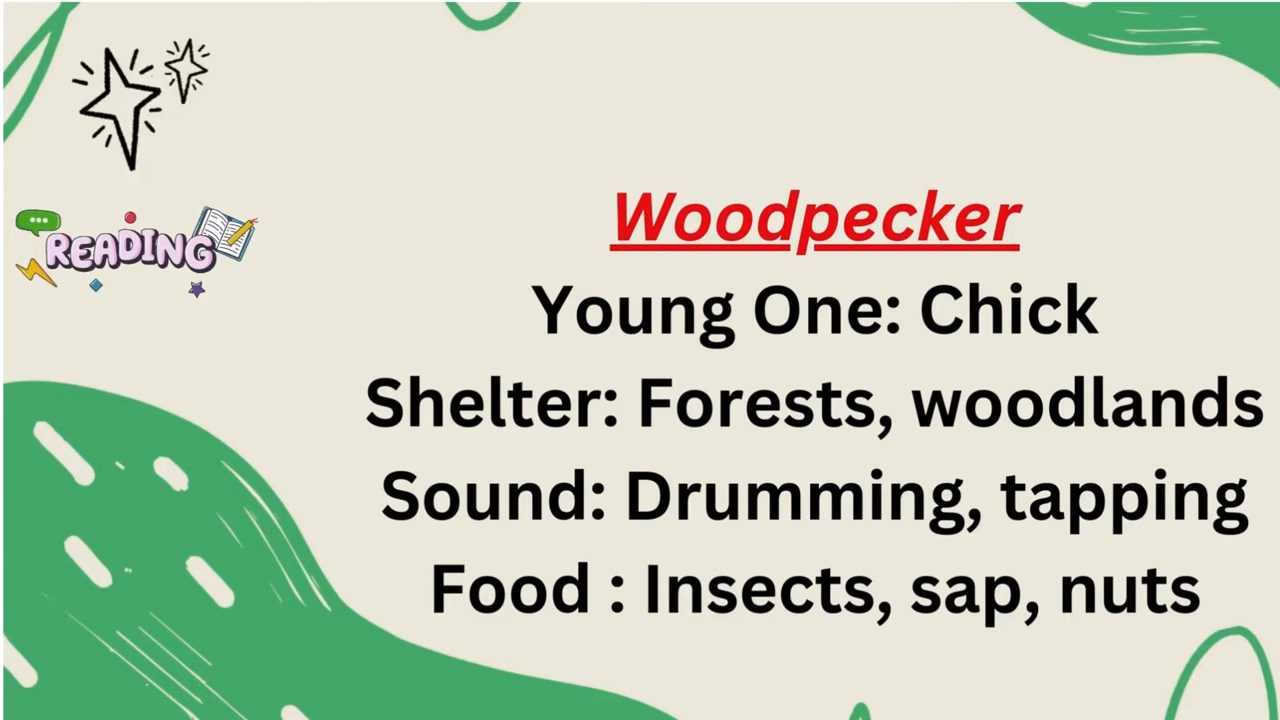 READING
Woodpecker
Young One: Chick
Shelter: Forests, woodlands
Sound: Drumming, tapping
Food : Insects, sap, nuts